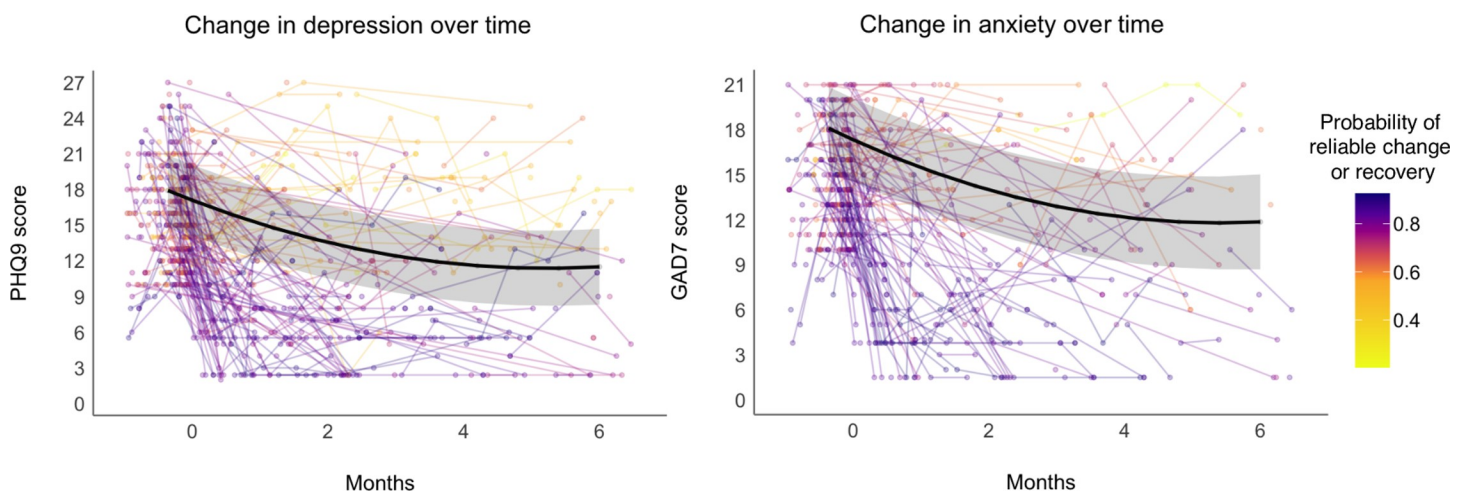 Change in depression over time
PHQ9 score
27
24
21
18
15
12
9
6
3
0
0 2 4 6
Months
Change in anxiety over time
GAD7 score
21
18
15
12
9
6
3
0
0 2 4 6
Months
Probability of
reliable change
or recovery
0.8
0.6
0.4